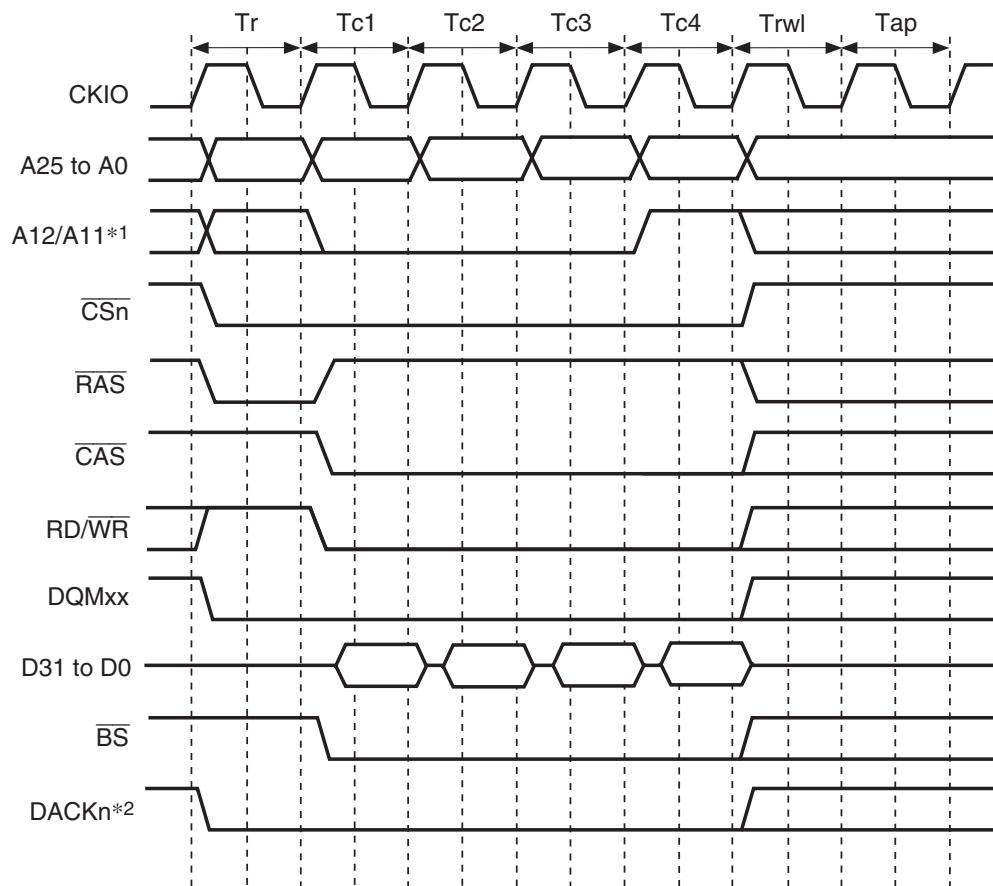 Tr Tc1 Tc2 Tc3 Tc4 Trwl Tap
CKIO
A25 to A0
A12/A11*1
CSn
RAS
CAS
RD/WR
DQMxx
D31 to D0
BS
DACKn*2